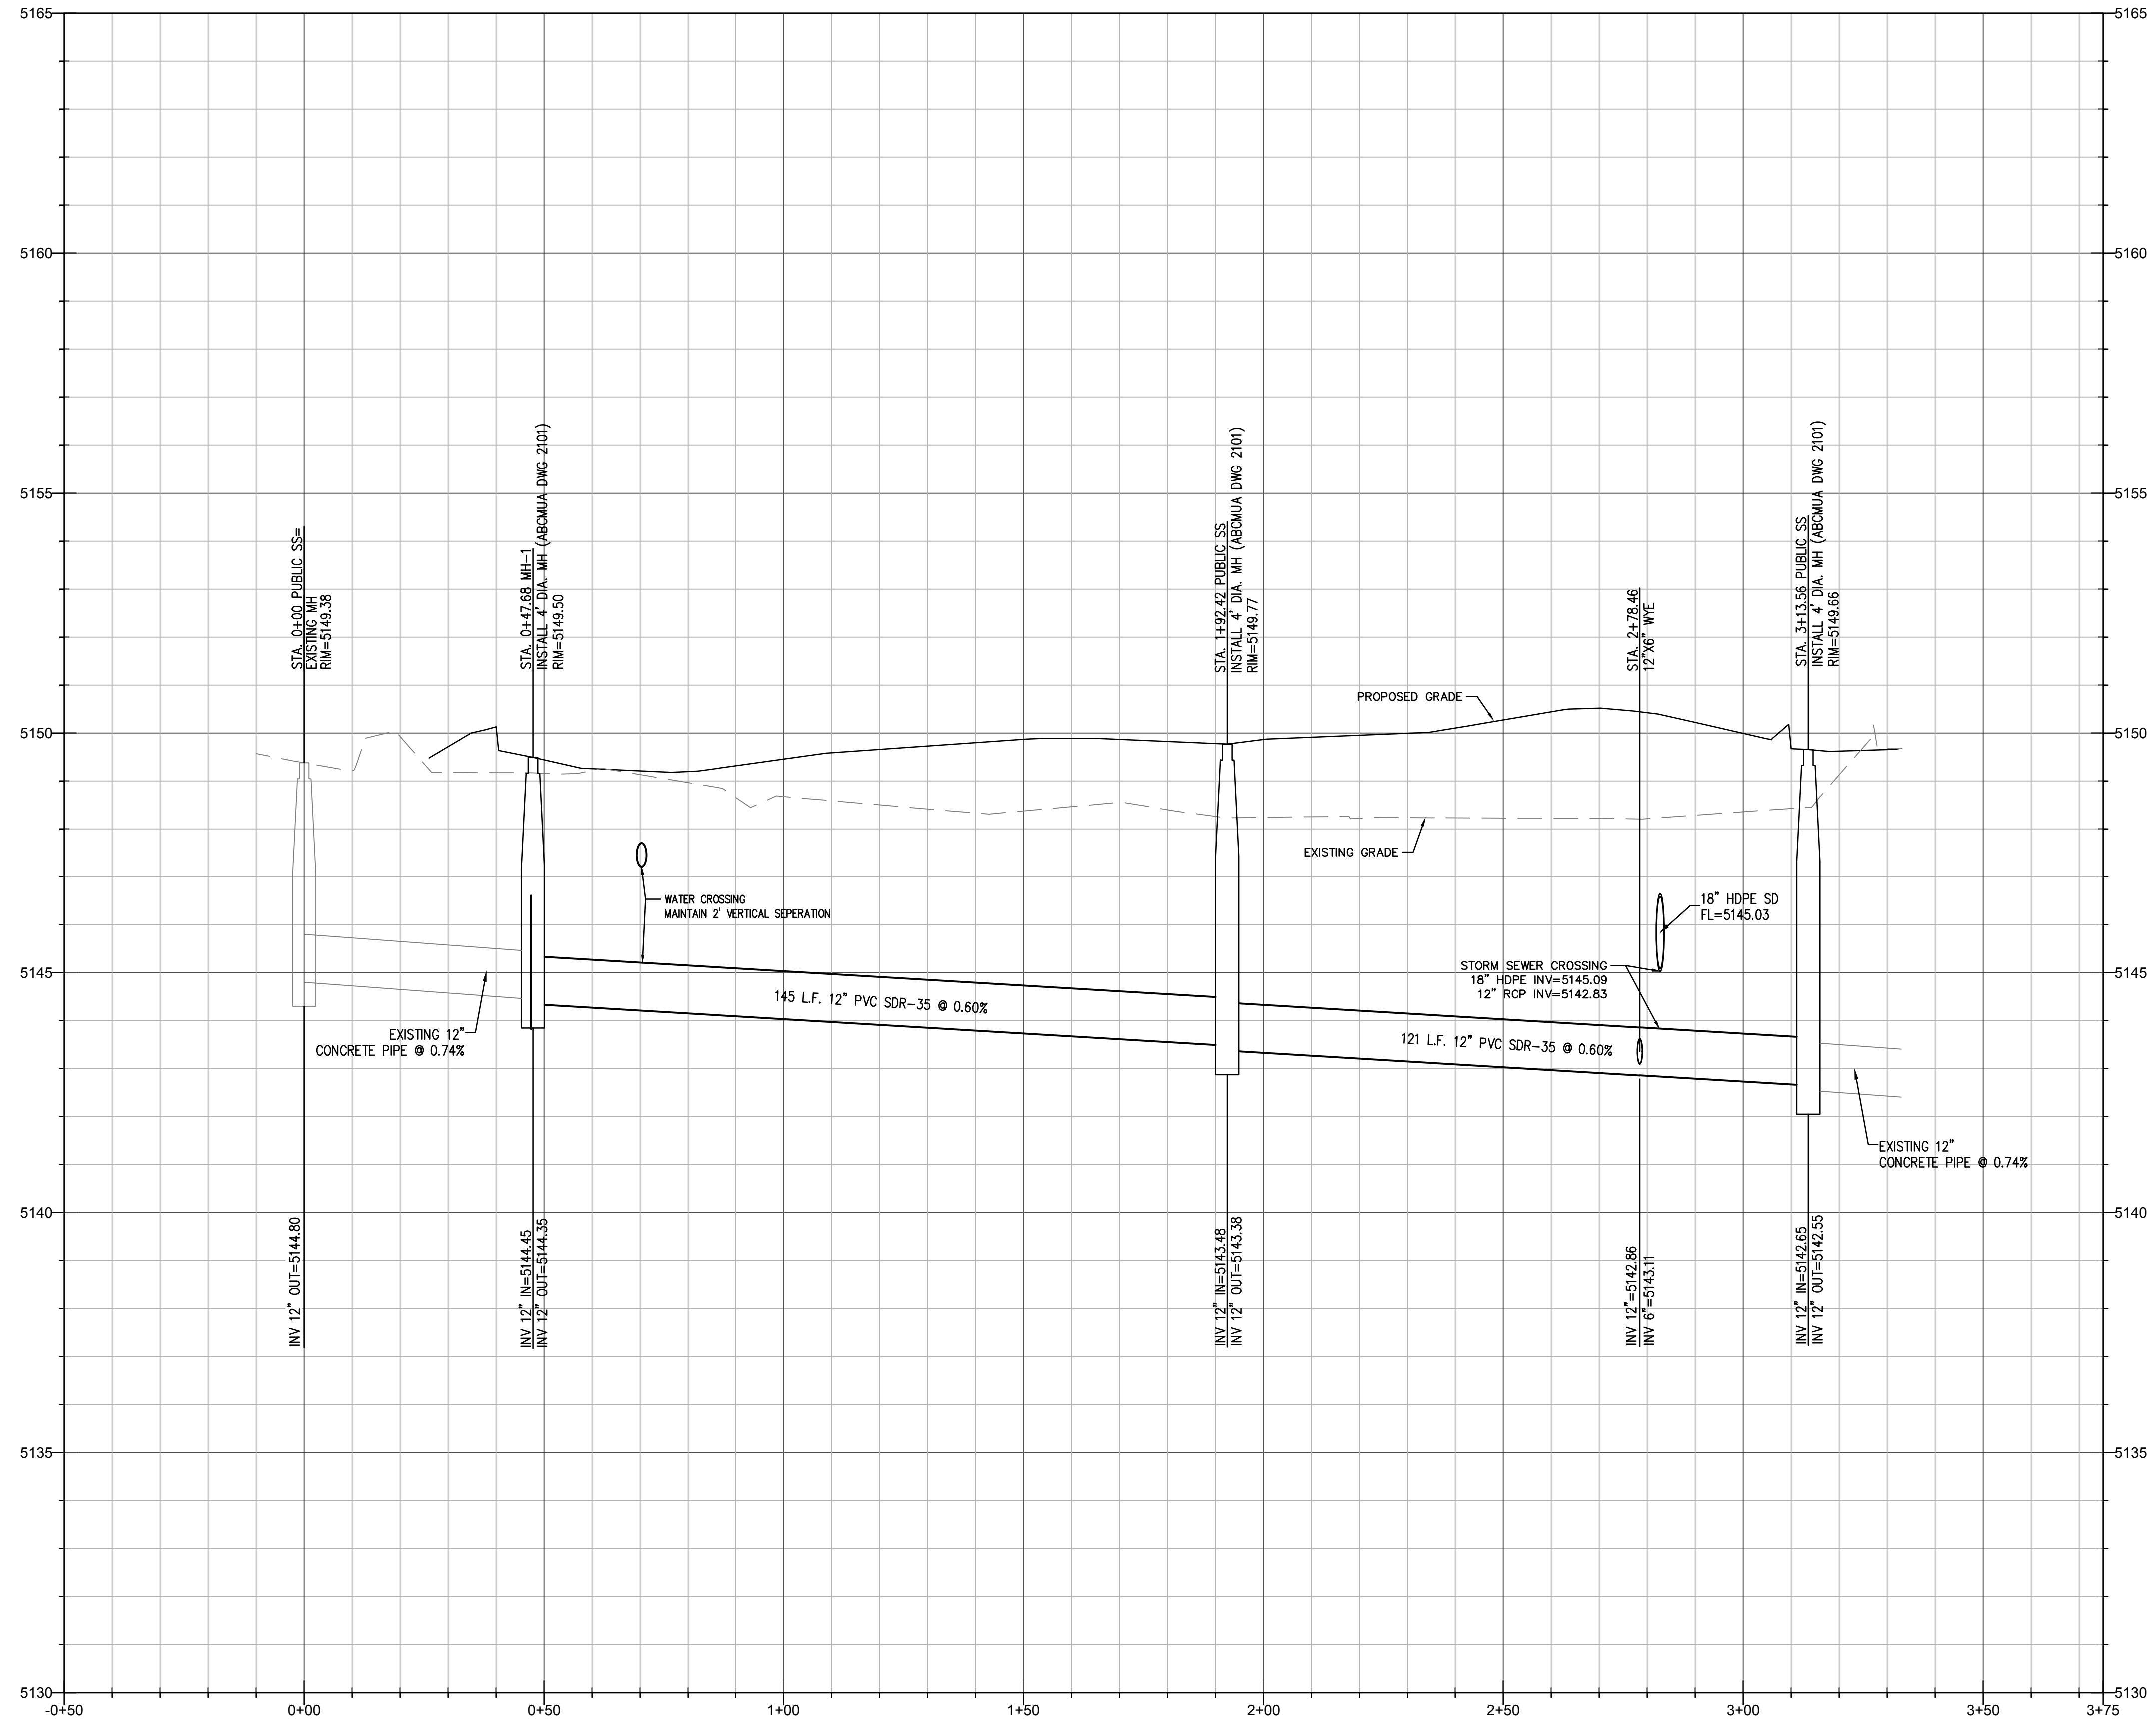 5165
5165
5160
5160
5155
5155
5150
5150
5145
5145
5140
5140
5135
5135
5130
5130
STA. 0+00 PUBLIC SS=
EXISTING MH
RIM=5149.38
STA. 0+47.68 MH-1
INSTALL 4' DIA. MH (ABCMUA DWG 2101)
RIM=5149.50
STA. 1+92.42 PUBLIC SS
INSTALL 4' DIA. MH (ABCMUA DWG 2101)
RIM=5149.77
STA. 2+78.46
12"X6" WYE
STA. 3+13.56 PUBLIC SS
INSTALL 4' DIA. MH (ABCMUA DWG 2101)
RIM=5149.66
PROPOSED GRADE
EXISTING GRADE
WATER CROSSING
MAINTAIN 2' VERTICAL SEPERATION
18" HDPE SD
FL=5145.03
STORM SEWER CROSSING
18" HDPE INV=5145.09
12" RCP INV=5142.83
145 L.F. 12" PVC SDR-35 @ 0.60%
121 L.F. 12" PVC SDR-35 @ 0.60%
EXISTING 12"
CONCRETE PIPE @ 0.74%
EXISTING 12"
CONCRETE PIPE @ 0.74%
INV 12" OUT=5144.80
INV 12" IN=5144.45
INV 12" OUT=5144.35
INV 12" IN=5143.48
INV 12" OUT=5143.38
INV 12"=5142.86
INV 6"=5143.11
INV 12" IN=5142.65
INV 12" OUT=5142.55
-0+50
0+00
0+50
1+00
1+50
2+00
2+50
3+00
3+50
3+75